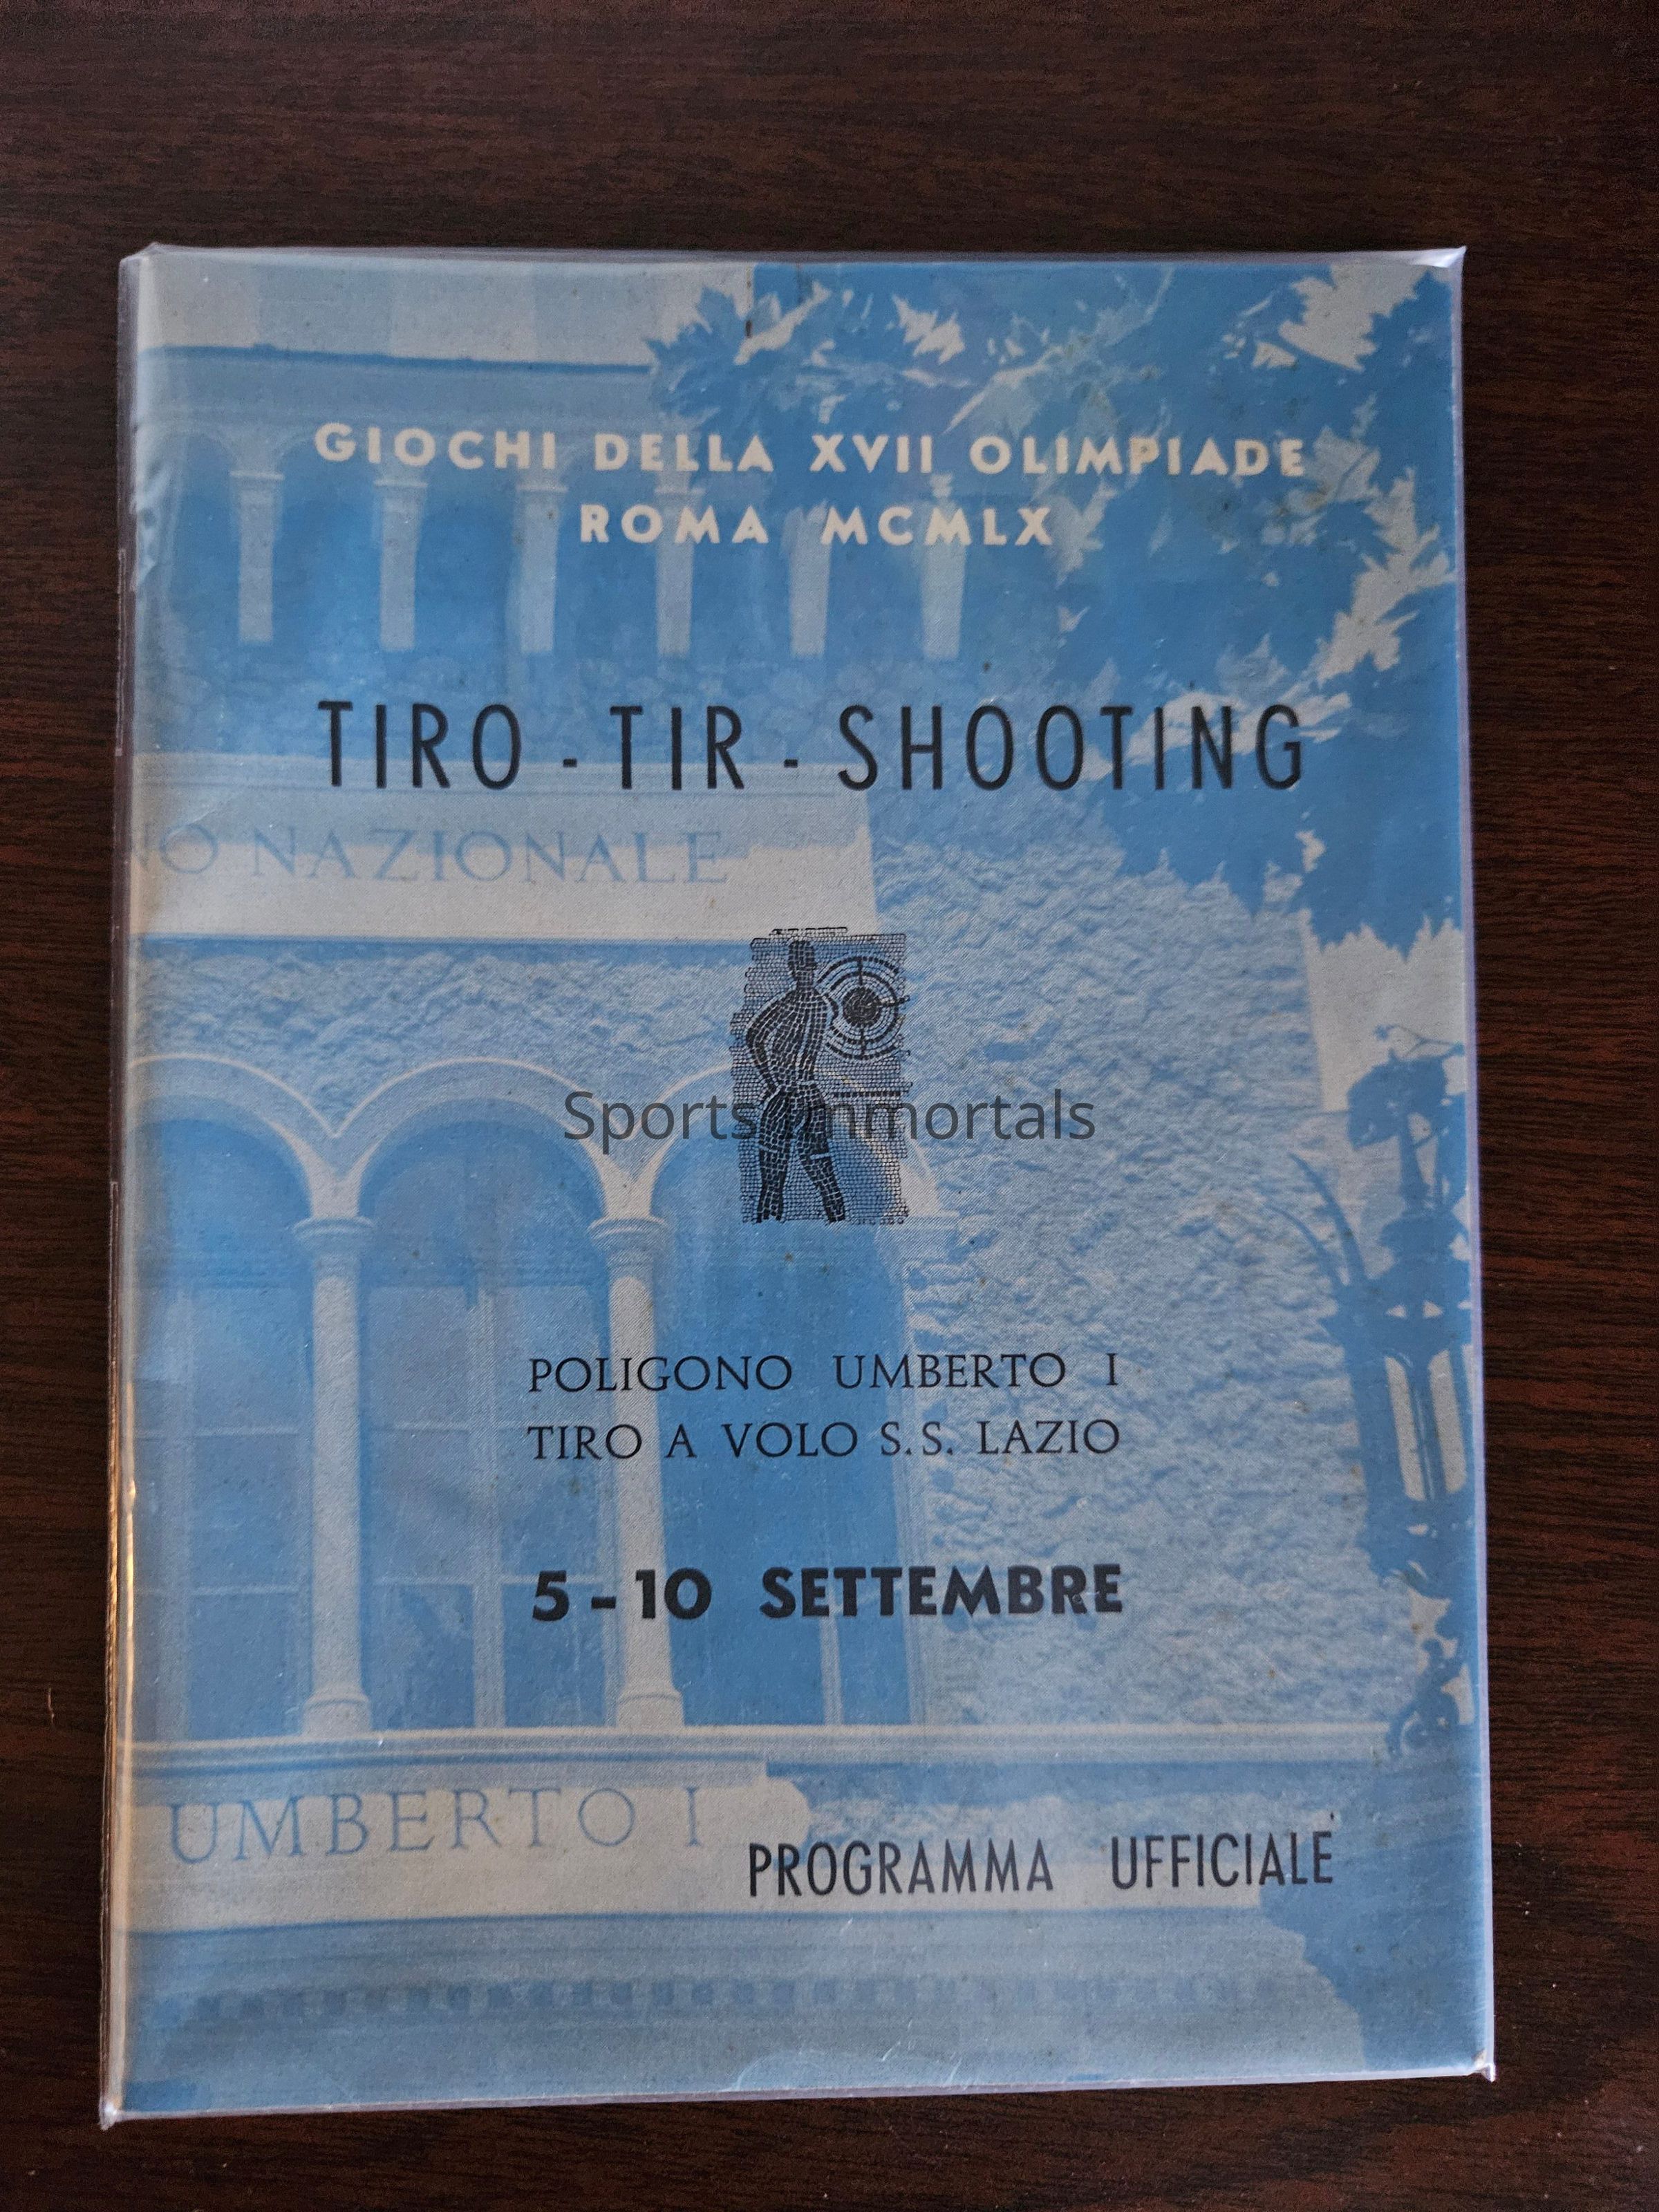 GIOCHI DELLA XVII OLIMPIADE
ROMA MCMLX
TIRO - TIR - SHOOTING
NAZIONALE
Sports Immortals
POLIGONO UMBERTO I
TIRO A VOLO S.S. LAZIO
5-10 SETTEMBRE
UMBERTO I
PROGRAMMA UFFICIALE